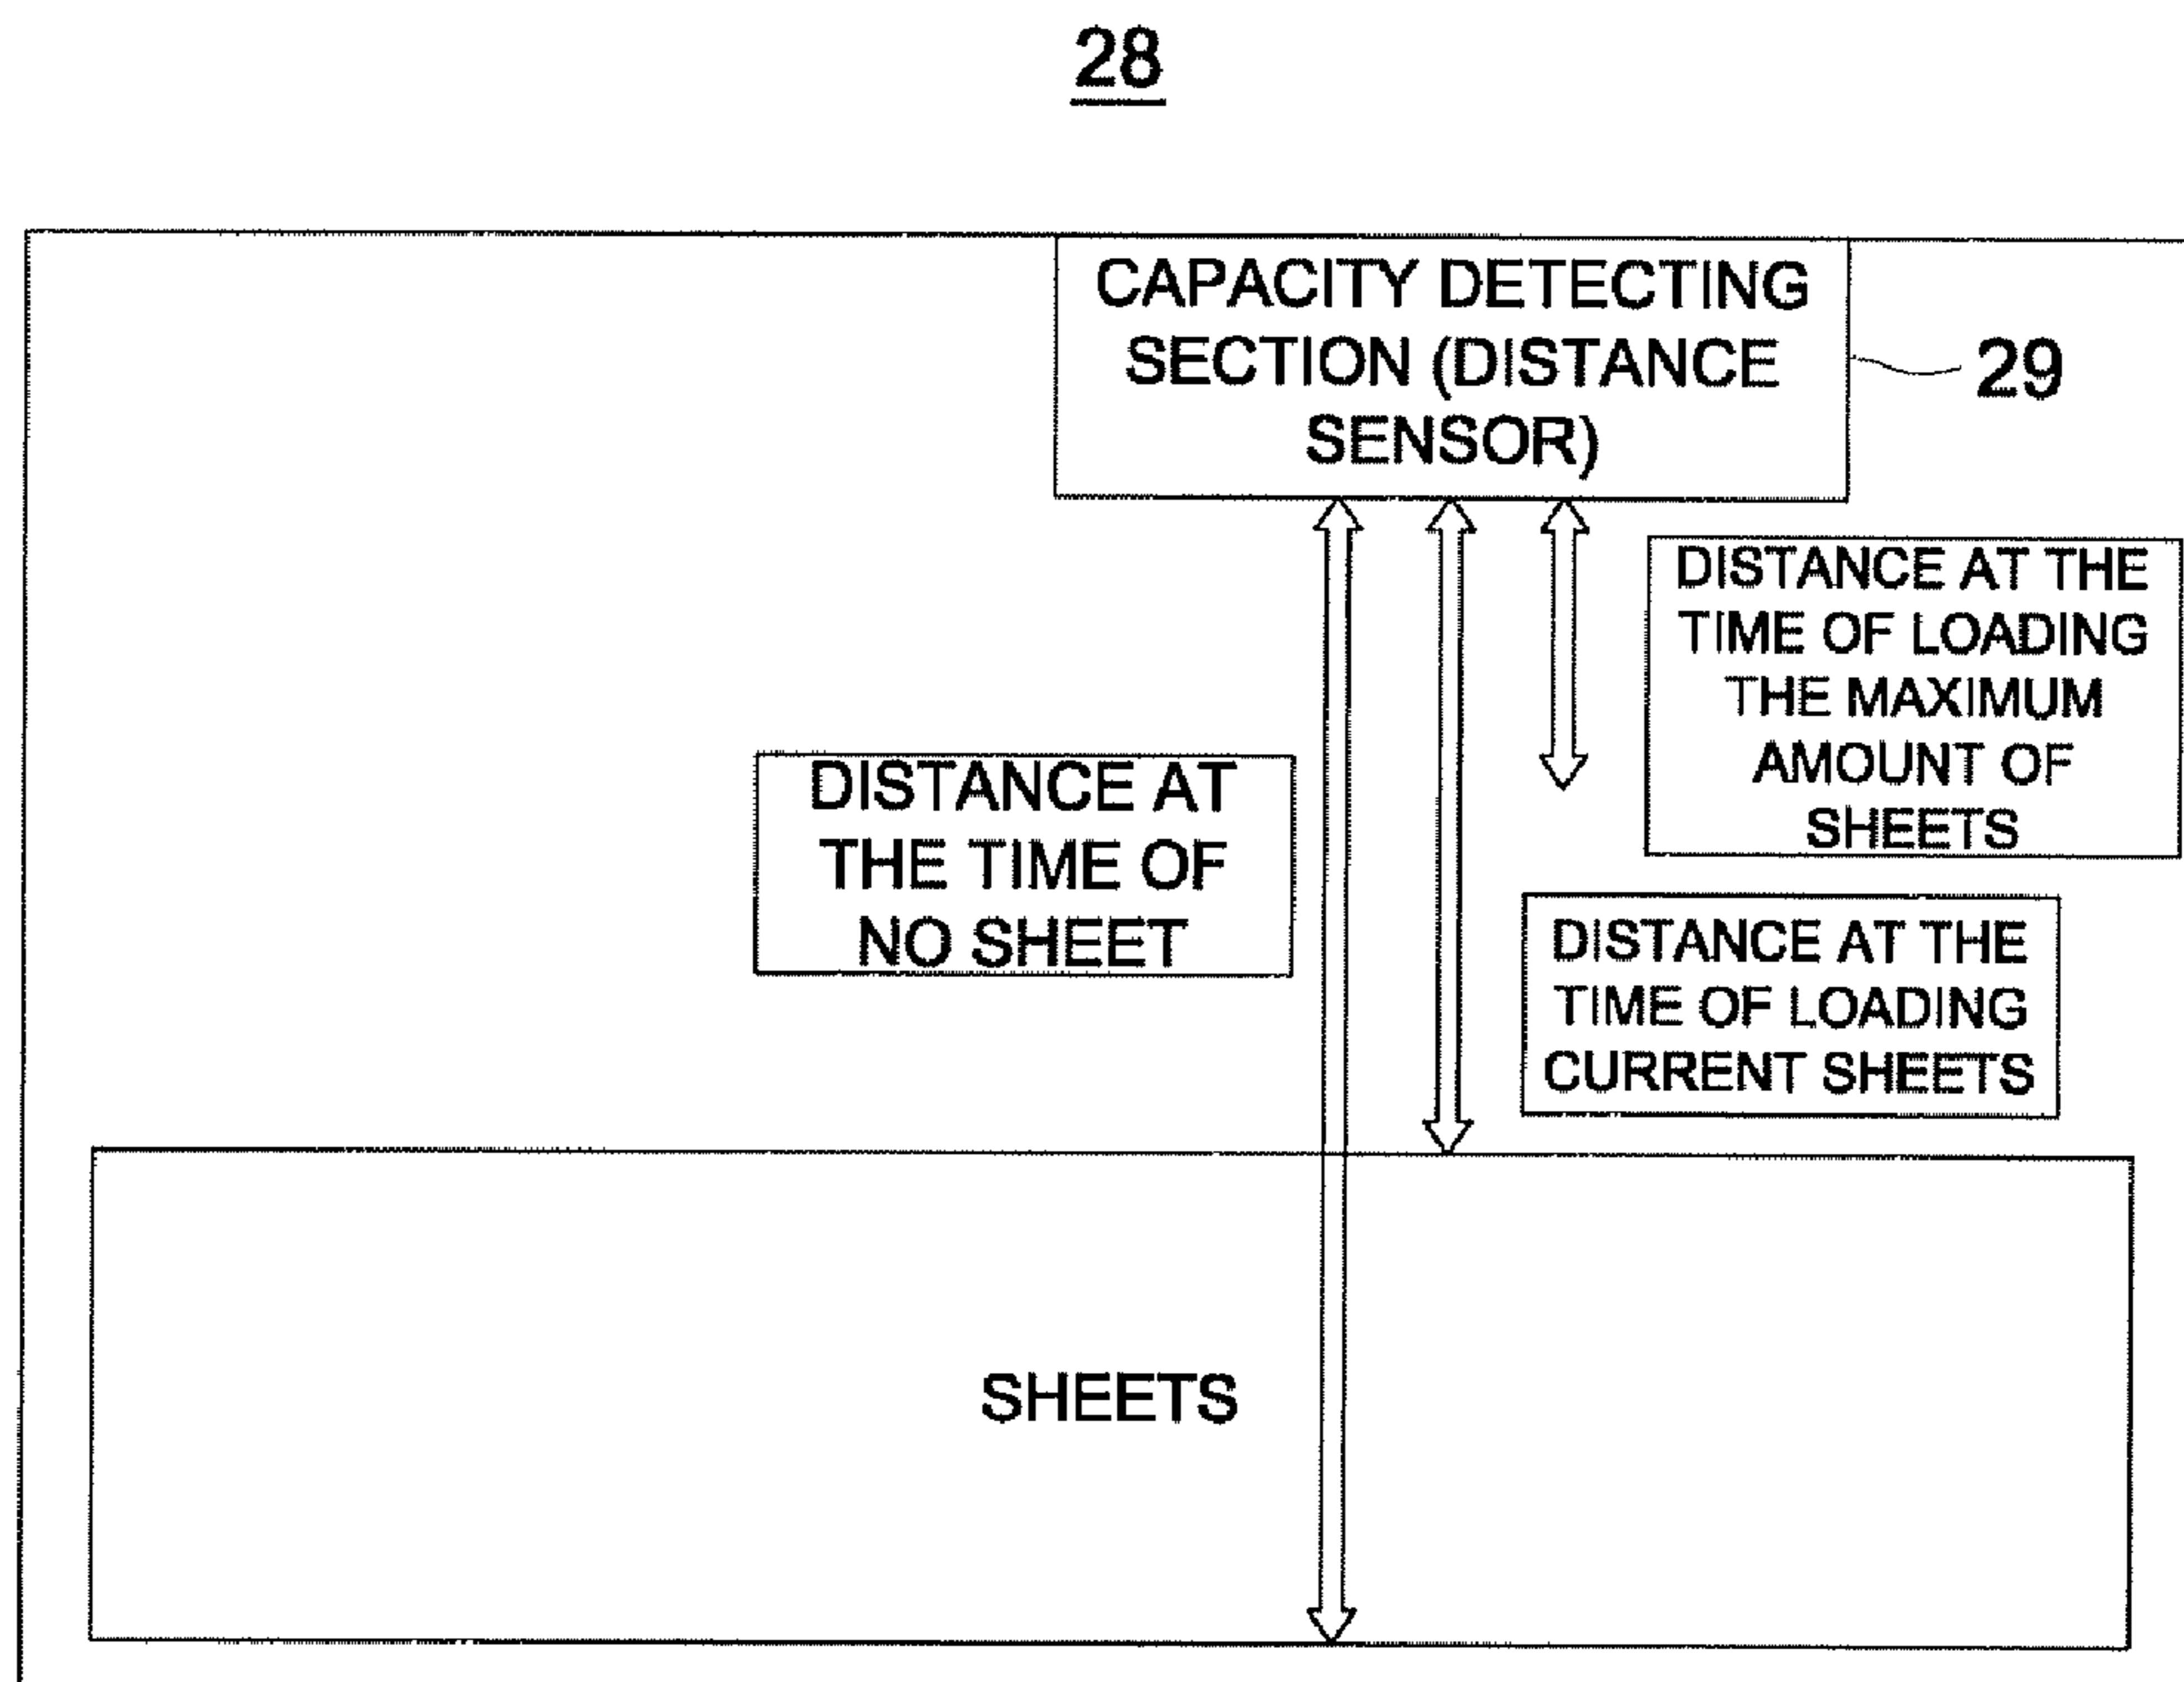 28
CAPACITY DETECTING
SECTION (DISTANCE
SENSOR)
29
DISTANCE AT THE
TIME OF LOADING
THE MAXIMUM
AMOUNT OF
SHEETS
DISTANCE AT
THE TIME OF
NO SHEET
DISTANCE AT THE
TIME OF LOADING
CURRENT SHEETS
SHEETS